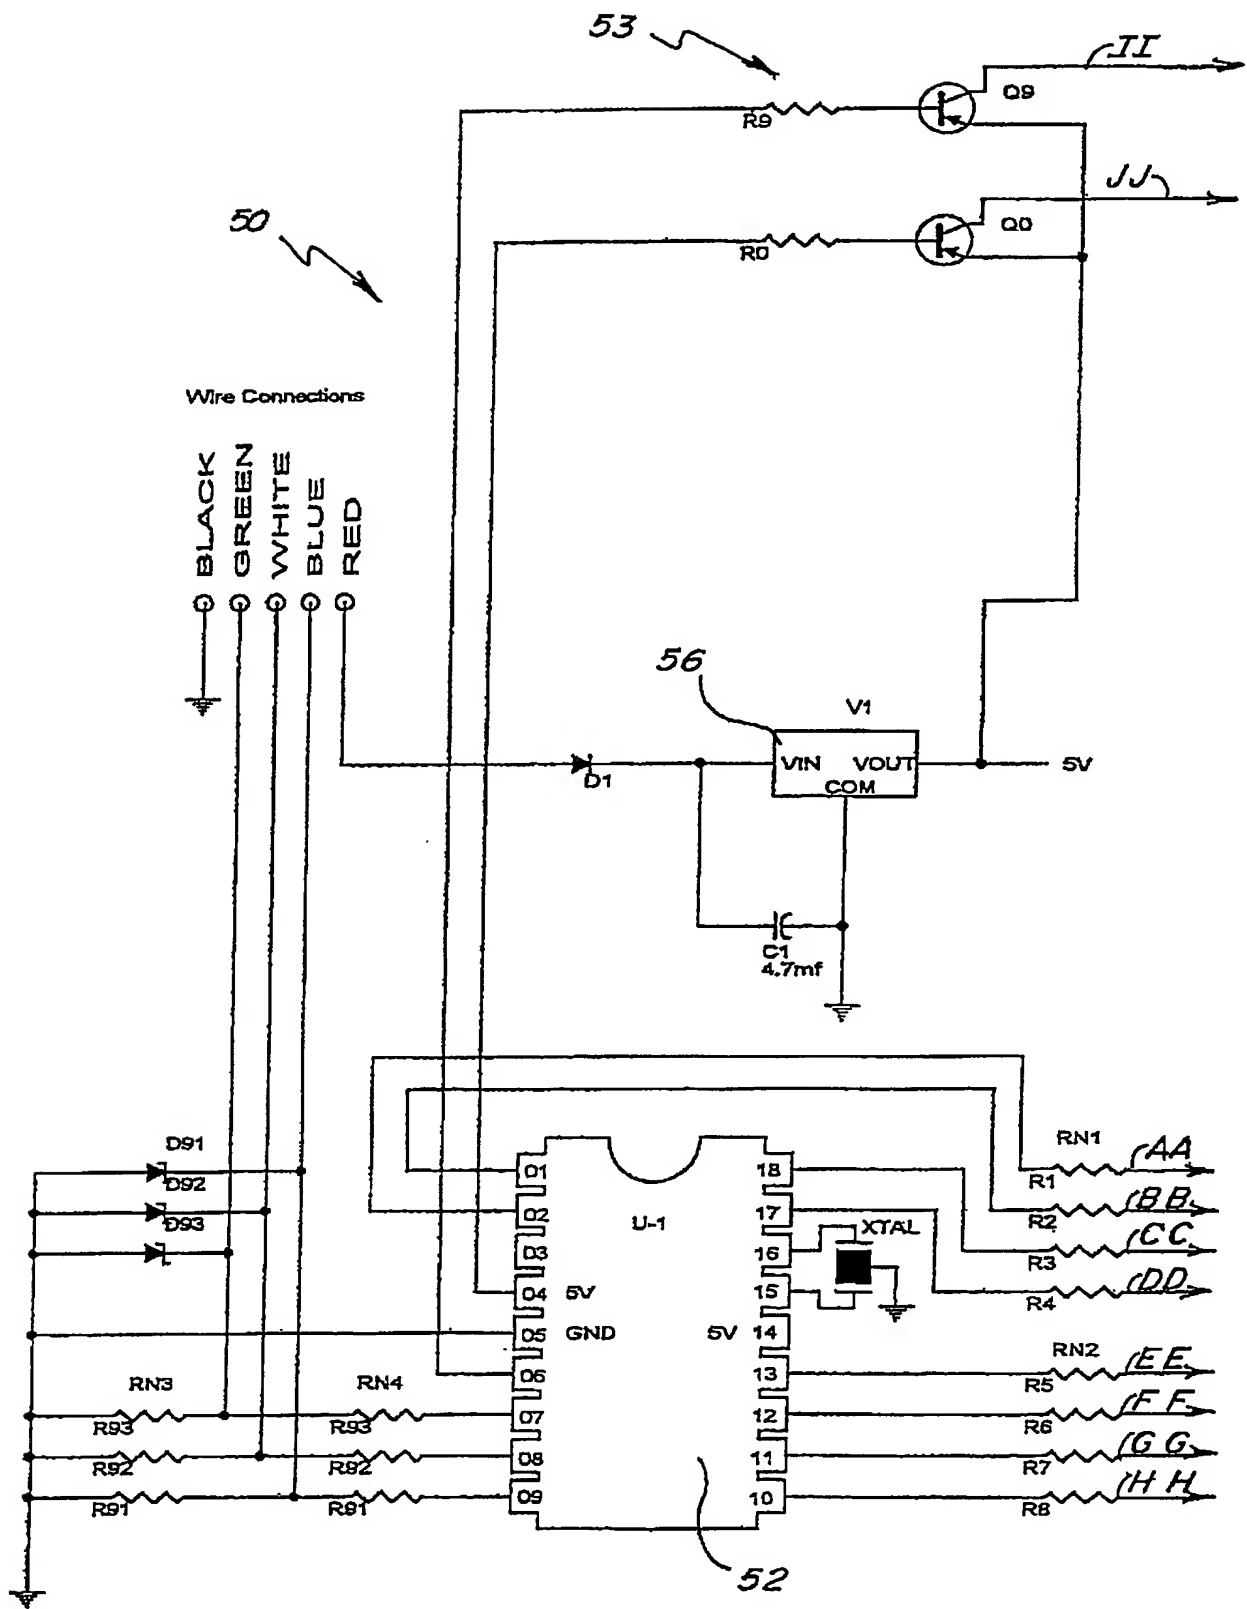 53
II
Q9
R9
JJ
50
Q0
R0
Wire Connections
BLACK
GREEN
WHITE
BLUE
RED
56
V1
VIN VOUT
COM
5V
D1
C1
4.7mf
D91
D92
D93
RN1
AA
R1
BB
R2
CC
R3
DD
R4
01
02
03
04 5V
05 GND
06
07
08
09
U-1
18
17
16
15
5V 14
13
12
11
10
XTAL
RN2
EE
R5
FF
R6
GG
R7
HH
R8
RN3
RN4
R93
R93
R92
R92
R91
R91
52